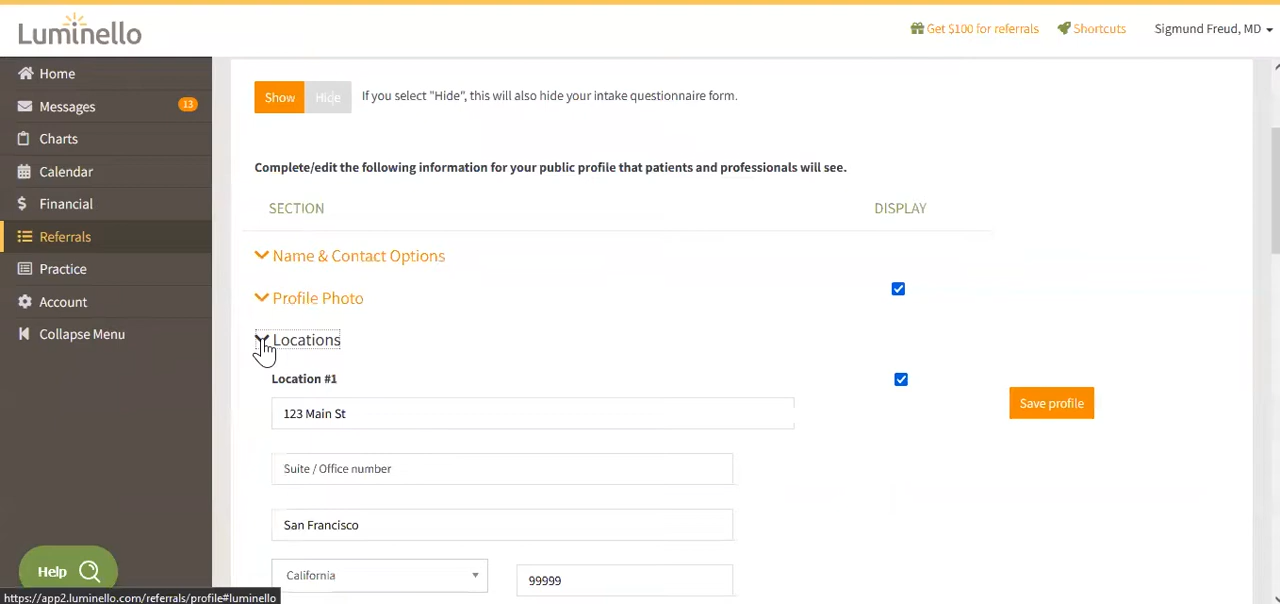 Luminello
Get $100 for referrals
Shortcuts
Sigmund Freud, MD
Home
Messages
13
Charts
Calendar
Financial
Referrals
Practice
Account
Collapse Menu
Help
https://app2.luminello.com/referrals/profile#luminello
Show
Hide
If you select "Hide", this will also hide your intake questionnaire form.
Complete/edit the following information for your public profile that patients and professionals will see.
SECTION
DISPLAY
Name & Contact Options
Profile Photo
Locations
Location #1
123 Main St
Save profile
Suite / Office number
San Francisco
California
99999